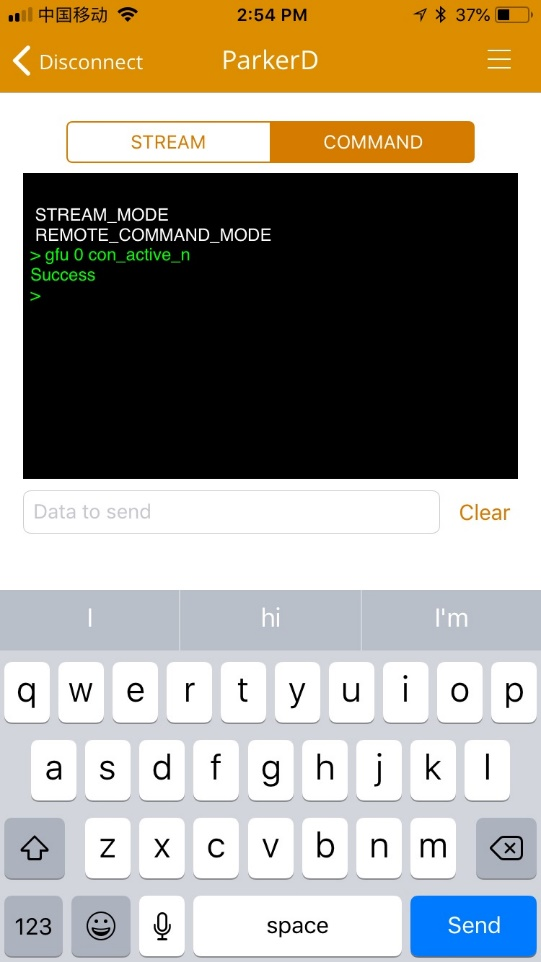 中国移动 2:54 PM 37%
Disconnect ParkerD
STREAM COMMAND
STREAM_MODE
REMOTE_COMMAND_MODE
> gfu 0 con_active_n
Success
>
Data to send Clear
I hi I'm
q w e r t y u i o p
a s d f g h j k l
z x c v b n m
123 space Send